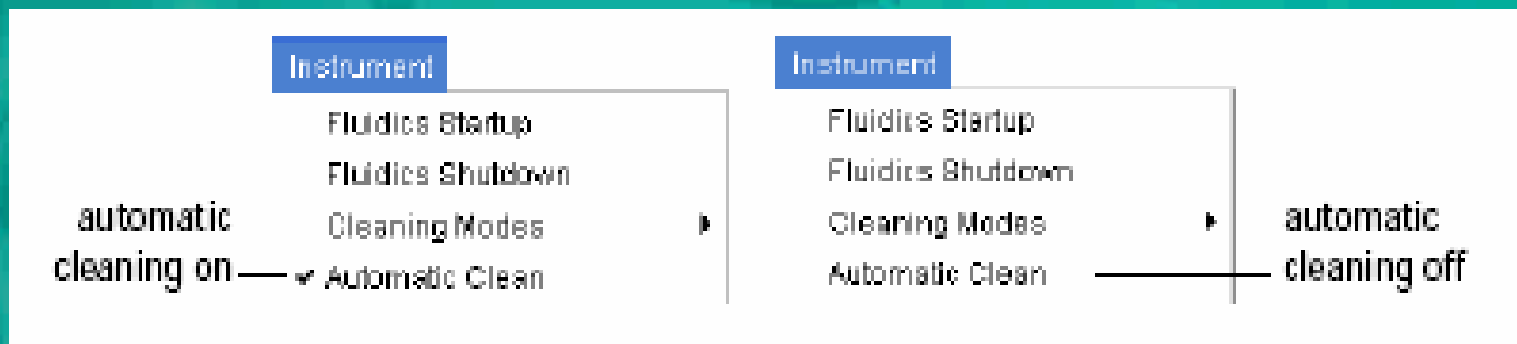 Instrument
Fluidics Startup
Fluidics Shutdown
Cleaning Modes
✔ Automatic Clean
automatic
cleaning on
Instrument
Fluidics Startup
Fluidics Shutdown
Cleaning Modes
Automatic Clean
automatic
cleaning off